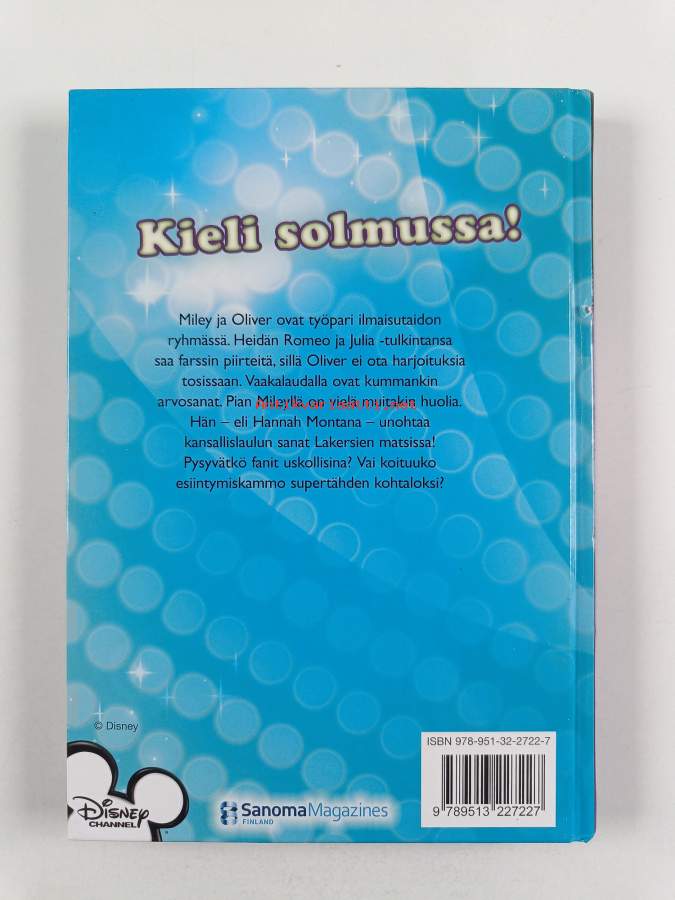 Kieli solmussa!
Miley ja Oliver ovat työpari ilmaisutaidon
ryhmässä. Heidän Romeo ja Julia -tulkintansa
saa farssin piirteitä, sillä Oliver ei ota harjoituksia
tosissaan. Vaakalaudalla ovat kummankin
arvosanat. Pian Mileyllä on vielä muitakin huolia.
Hän – eli Hannah Montana – unohtaa
kansallislaulun sanat Lakersien matsissa!
Pysyvätkö fanit uskollisina? Vai koituuko
esiintymiskammo supertähden kohtaloksi?
© Disney
DISNEY
CHANNEL
SanomaMagazines
FINLAND
ISBN 978-951-32-2722-7
9 789513 227227